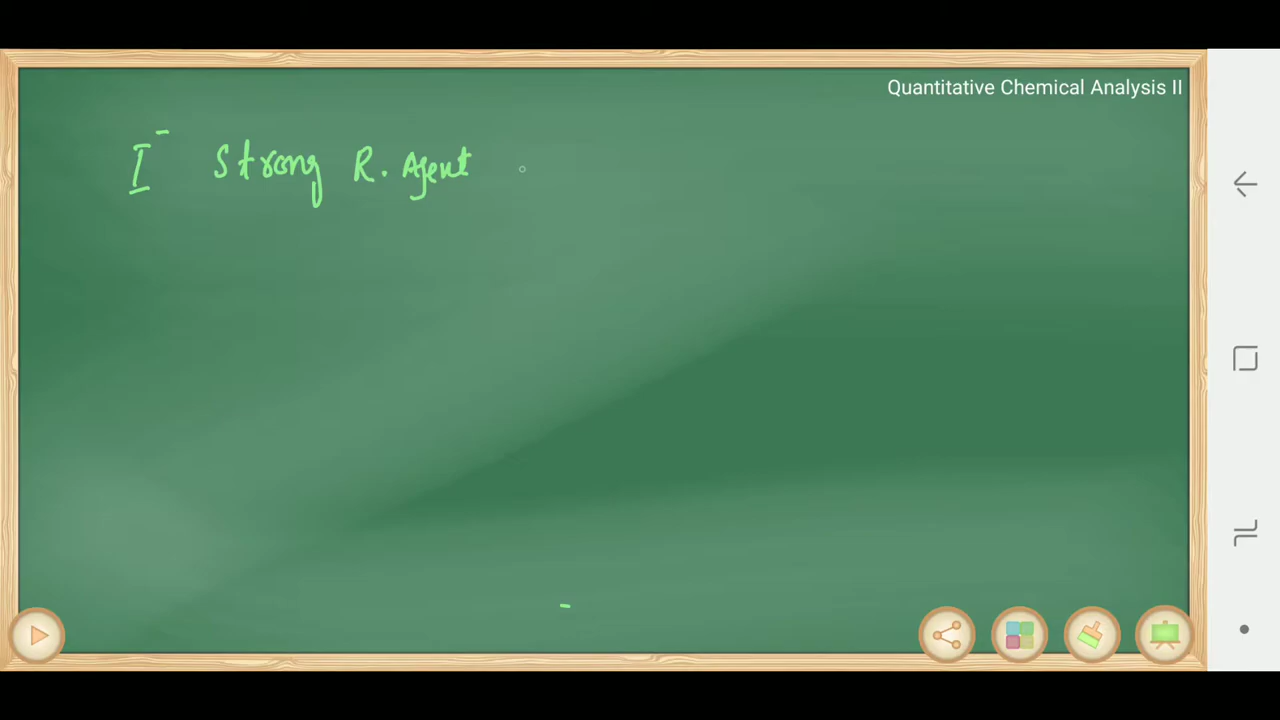 Quantitative Chemical Analysis II
I⁻ Strong R. Agent